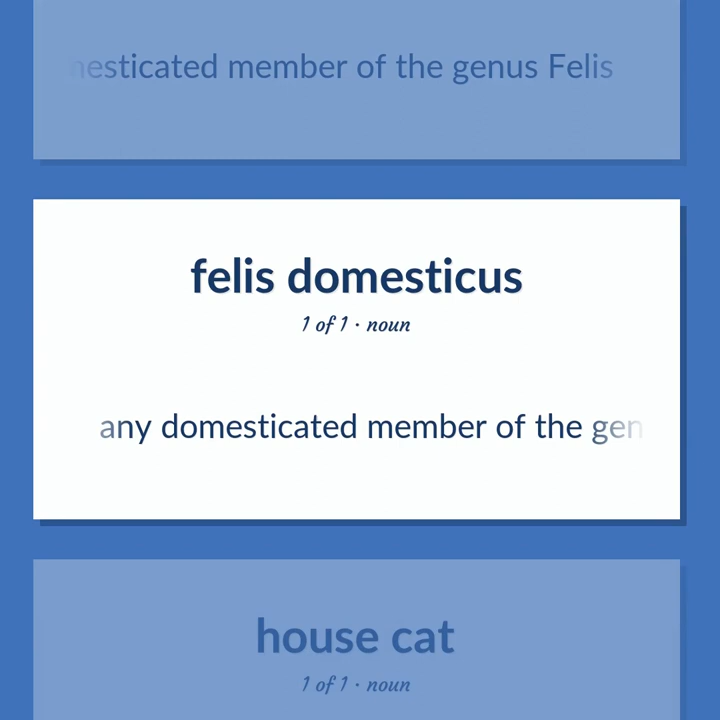 nesticated member of the genus Felis
felis domesticus
1 of 1 · noun
any domesticated member of the gen
house cat
1 of 1 · noun